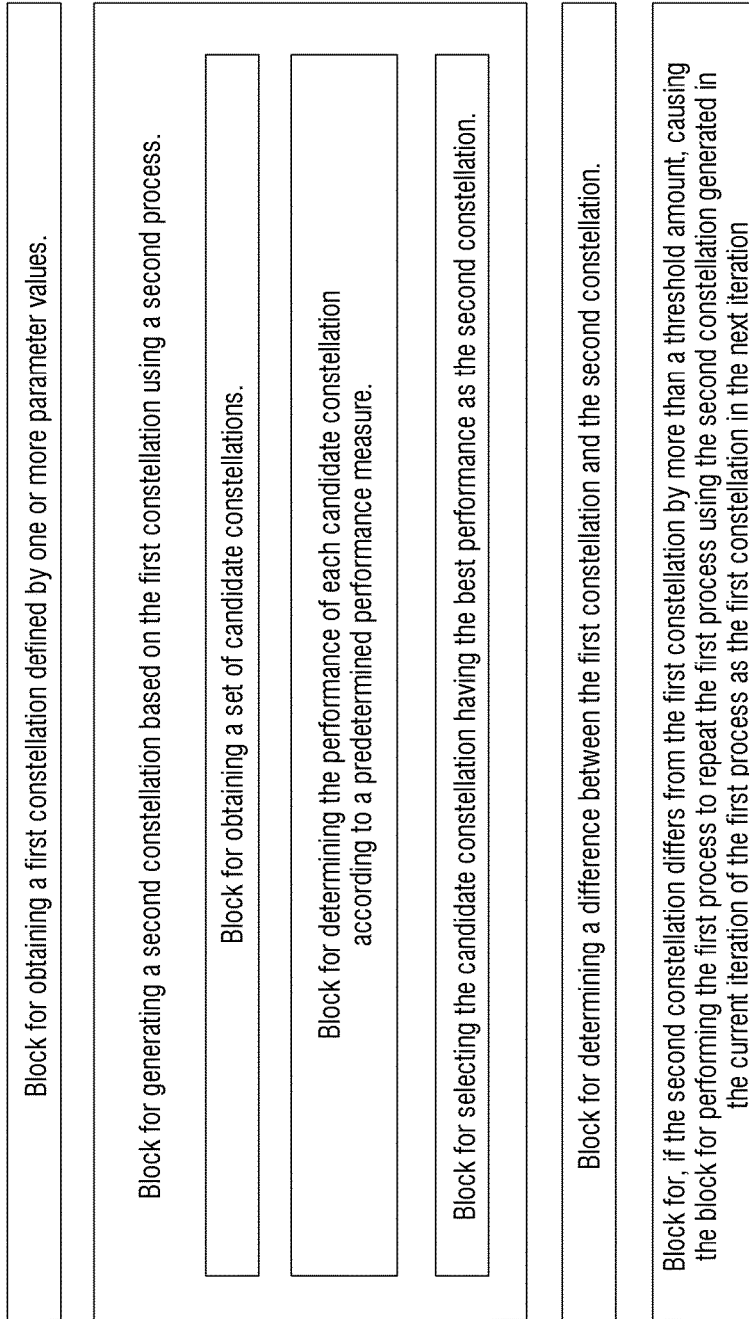 Block for obtaining a first constellation defined by one or more parameter values.
Block for generating a second constellation based on the first constellation using a second process.
Block for obtaining a set of candidate constellations.
Block for determining the performance of each candidate constellation
according to a predetermined performance measure.
Block for selecting the candidate constellation having the best performance as the second constellation.
Block for determining a difference between the first constellation and the second constellation.
Block for, if the second constellation differs from the first constellation by more than a threshold amount, causing
the block for performing the first process to repeat the first process using the second constellation generated in
the current iteration of the first process as the first constellation in the next iteration